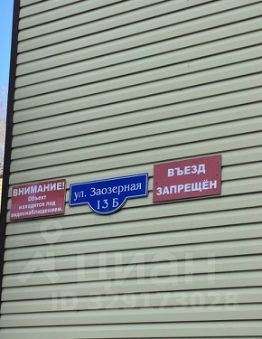 ВНИМАНИЕ!
Объект
находится под
видеонаблюдением.
ул. Заозерная
13 Б
ВЪЕЗД
ЗАПРЕЩЁН
ЦИАН